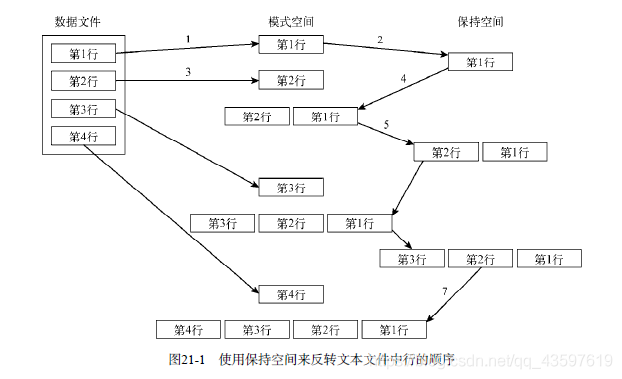 数据文件 模式空间 保持空间
第1行 1 第1行 2 第1行
第2行 3 第2行 4
第3行 第2行 第1行 5
第4行 第2行 第1行
第3行
第3行 第2行 第1行
第3行 第2行 第1行
第4行 7
第4行 第3行 第2行 第1行
图21-1 使用保持空间来反转文本文件中行的顺序
csdn.net/qq_43597619